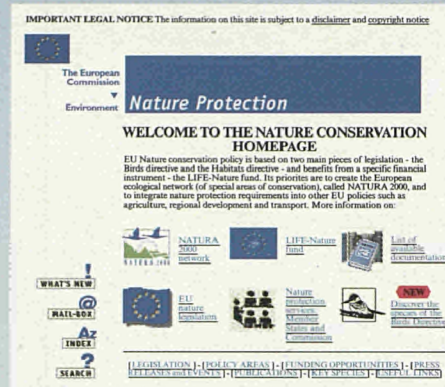 IMPORTANT LEGAL NOTICE The information on this site is subject to a disclaimer and copyright notice
The European
Commission
Environment
Nature Protection
WELCOME TO THE NATURE CONSERVATION
HOMEPAGE
EU Nature conservation policy is based on two main pieces of legislation - the
Birds directive and the Habitats directive - and benefits from a specific financial
instrument - the LIFE-Nature fund. Its priorites are to create the European
ecological network (of special areas of conservation), called NATURA 2000, and
to integrate nature protection requirements into other EU policies such as
agriculture, regional development and transport. More information on:
NATURA
2000
network
NATURA 2000
LIFE-Nature
fund
List of
available
documentation
EU
nature
legislation
Nature
protection
services
Member
States and
Commission
NEW
Discover the
species of the
Birds Directive
!
WHAT'S NEW
@
MAIL-BOX
AZ
INDEX
?
SEARCH
[LEGISLATION] - [POLICY AREAS] - [FUNDING OPPORTUNITIES] - [PRESS
RELEASES and EVENTS] - [PUBLICATIONS] - [KEY SPECIES] - [USEFUL LINKS]